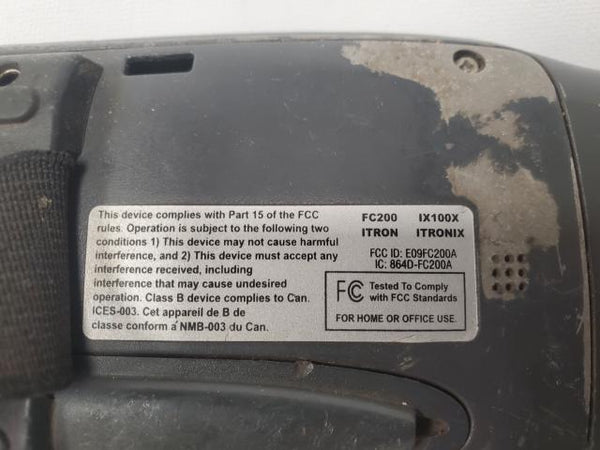 This device complies with Part 15 of the FCC
rules. Operation is subject to the following two
conditions 1) This device may not cause harmful
interference, and 2) This device must accept any
interference received, including
interference that may cause undesired
operation. Class B device complies to Can.
ICES-003. Cet appareil de B de
classe conform a´ NMB-003 du Can.
FC200 IX100X
ITRON ITRONIX
FCC ID: E09FC200A
IC: 864D-FC200A
FC Tested To Comply
with FCC Standards
FOR HOME OR OFFICE USE.